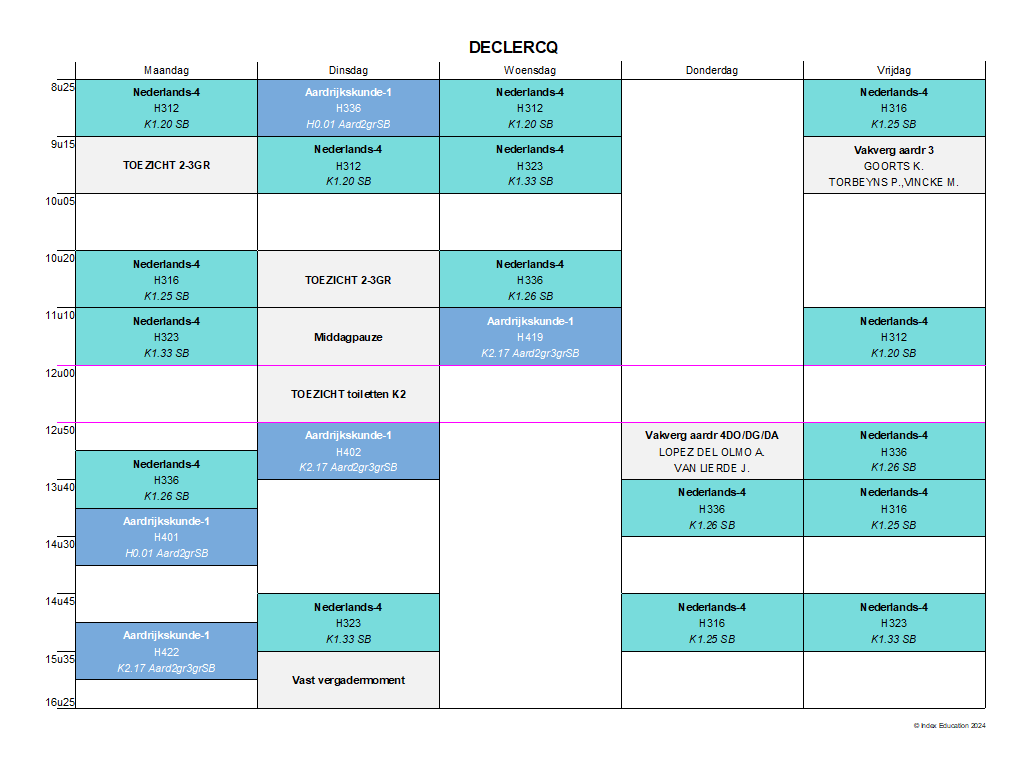 DECLERCQ
Maandag Dinsdag Woensdag Donderdag Vrijdag
8u25
Nederlands-4
H312
K1.20 SB
Aardrijkskunde-1
H336
H0.01 Aard2grSB
Nederlands-4
H312
K1.20 SB
Nederlands-4
H316
K1.25 SB
9u15
TOEZICHT 2-3GR
Nederlands-4
H312
K1.20 SB
Nederlands-4
H323
K1.33 SB
Vakverg aardr 3
GOORTS K.
TORBEYNS P.,VINCKE M.
10u05
10u20
Nederlands-4
H316
K1.25 SB
TOEZICHT 2-3GR
Nederlands-4
H336
K1.26 SB
11u10
Nederlands-4
H323
K1.33 SB
Middagpauze
Aardrijkskunde-1
H419
K2.17 Aard2gr3grSB
Nederlands-4
H312
K1.20 SB
12u00
TOEZICHT toiletten K2
12u50
Nederlands-4
H336
K1.26 SB
Aardrijkskunde-1
H402
K2.17 Aard2gr3grSB
Vakverg aardr 4DO/DG/DA
LOPEZ DEL OLMO A.
VAN LIERDE J.
Nederlands-4
H336
K1.26 SB
13u40
Aardrijkskunde-1
H401
H0.01 Aard2grSB
Nederlands-4
H336
K1.26 SB
Nederlands-4
H316
K1.25 SB
14u30
14u45
Aardrijkskunde-1
H422
K2.17 Aard2gr3grSB
Nederlands-4
H323
K1.33 SB
Nederlands-4
H316
K1.25 SB
Nederlands-4
H323
K1.33 SB
15u35
Vast vergadermoment
16u25
© Index Education 2024